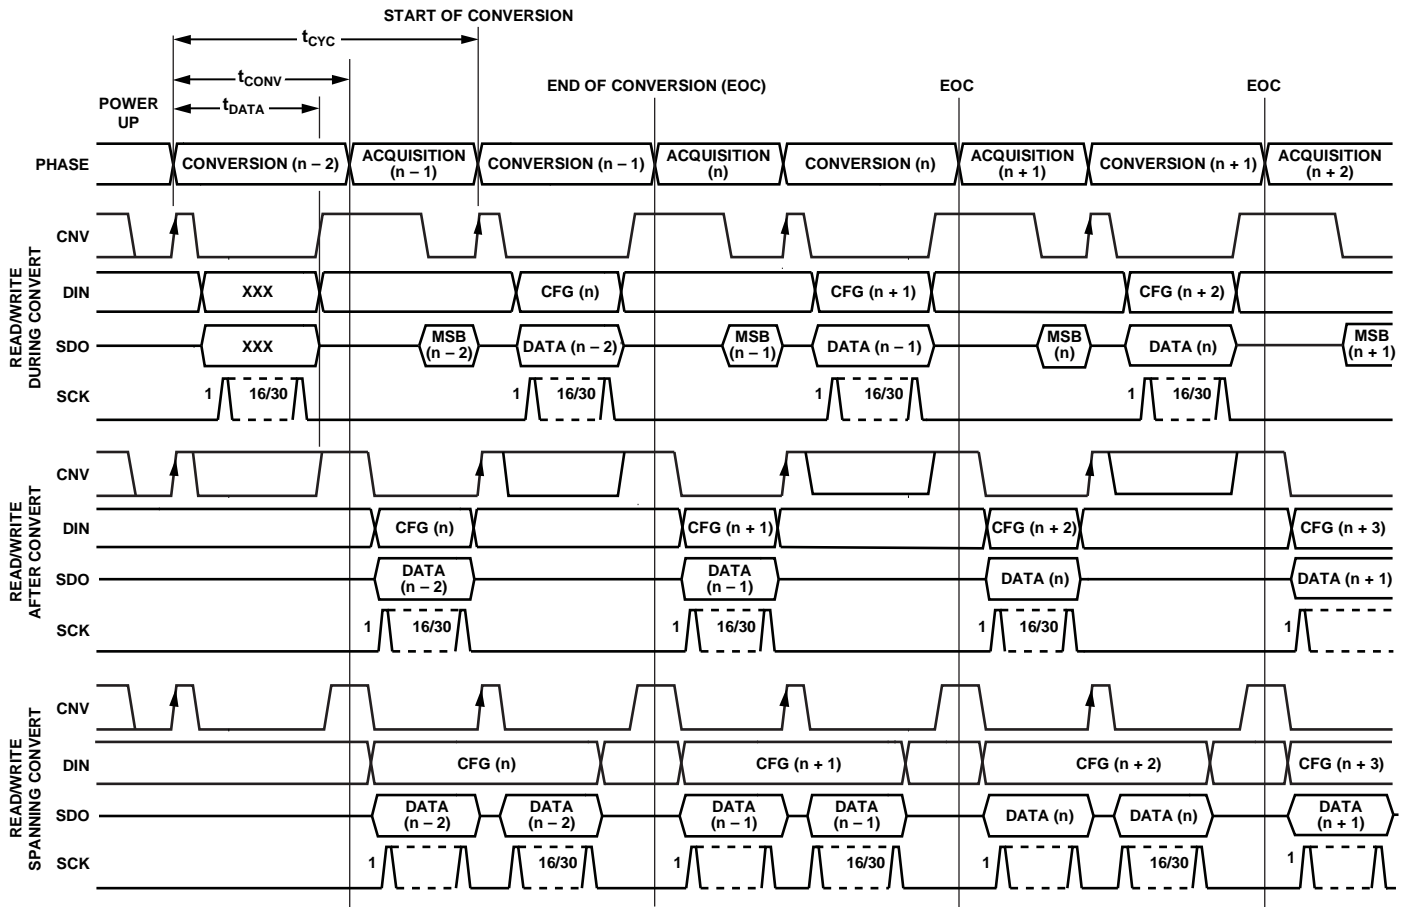 START OF CONVERSION
tCYC
tCONV
tDATA
END OF CONVERSION (EOC)
EOC
EOC
POWER
UP
PHASE
CONVERSION (n – 2)
ACQUISITION
(n – 1)
CONVERSION (n – 1)
ACQUISITION
(n)
CONVERSION (n)
ACQUISITION
(n + 1)
CONVERSION (n + 1)
ACQUISITION
(n + 2)
READ/WRITE
DURING CONVERT
CNV
DIN
XXX
CFG (n)
CFG (n + 1)
CFG (n + 2)
SDO
XXX
MSB
(n – 2)
DATA (n – 2)
MSB
(n – 1)
DATA (n – 1)
MSB
(n)
DATA (n)
MSB
(n + 1)
SCK
1
16/30
1
16/30
1
16/30
1
16/30
READ/WRITE
AFTER CONVERT
CNV
DIN
CFG (n)
CFG (n + 1)
CFG (n + 2)
CFG (n + 3)
SDO
DATA
(n – 2)
DATA
(n – 1)
DATA (n)
DATA (n + 1)
SCK
1
16/30
1
16/30
1
16/30
1
READ/WRITE
SPANNING CONVERT
CNV
DIN
CFG (n)
CFG (n + 1)
CFG (n + 2)
CFG (n + 3)
SDO
DATA
(n – 2)
DATA
(n – 2)
DATA
(n – 1)
DATA
(n – 1)
DATA (n)
DATA (n)
DATA
(n + 1)
SCK
1
16/30
1
16/30
1
16/30
1